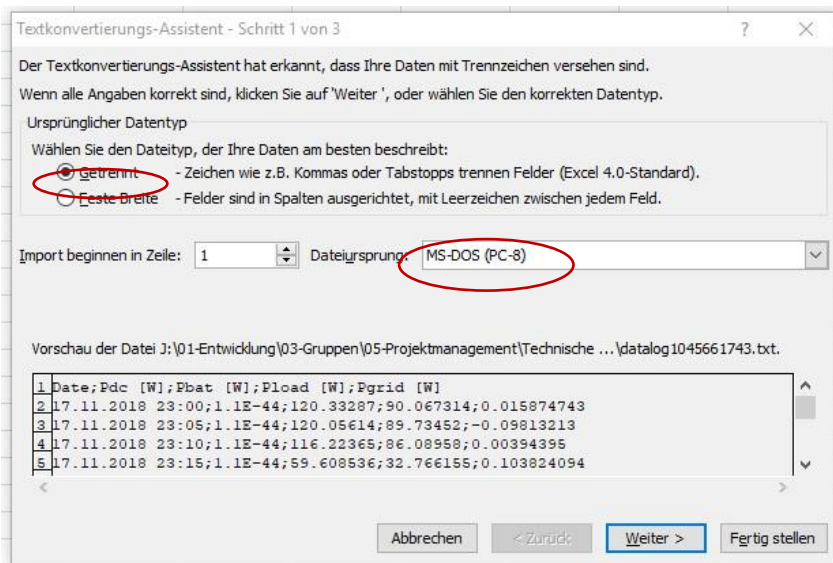 Textkonvertierungs-Assistent - Schritt 1 von 3 ?
Der Textkonvertierungs-Assistent hat erkannt, dass Ihre Daten mit Trennzeichen versehen sind.
Wenn alle Angaben korrekt sind, klicken Sie auf 'Weiter ', oder wählen Sie den korrekten Datentyp.
Ursprünglicher Datentyp
Wählen Sie den Dateityp, der Ihre Daten am besten beschreibt:
Getrennt - Zeichen wie z.B. Kommas oder Tabstopps trennen Felder (Excel 4.0-Standard).
Feste Breite - Felder sind in Spalten ausgerichtet, mit Leerzeichen zwischen jedem Feld.
Import beginnen in Zeile: 1 Dateiursprung: MS-DOS (PC-8)
Vorschau der Datei J:\01-Entwicklung\03-Gruppen\05-Projektmanagement\Technische ...\datalog1045661743.txt.
1 Date;Pdc [W];Pbat [W];Pload [W];Pgrid [W]
2 17.11.2018 23:00;1.1E-44;120.33287;90.067314;0.015874743
3 17.11.2018 23:05;1.1E-44;120.05614;89.73452;-0.09813213
4 17.11.2018 23:10;1.1E-44;116.22365;86.08958;0.00394395
5 17.11.2018 23:15;1.1E-44;59.608536;32.766155;0.103824094
Abbrechen < Zurück Weiter > Fertig stellen